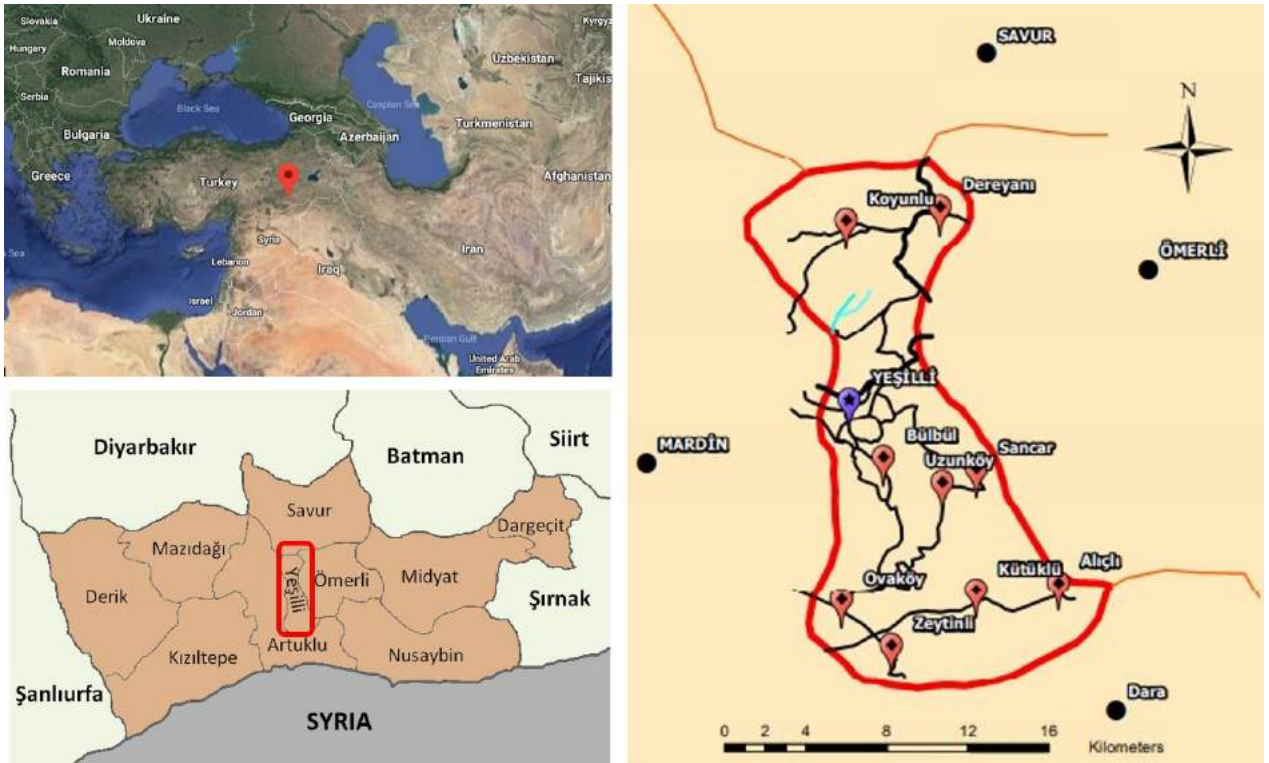 Slovakia
Ukraine
Kyrgyz
Hungary
Moldova
Romania
Uzbekistan
Tajikis
Serbia
Black Sea
Georgia
Caspian Sea
Bulgaria
Azerbaijan
Turkmenistan
Greece
Turkey
Afghanistan
Sea
Syria
Lebanon
Iraq
Iran
Israel
Jordan
Persian Gulf
United Arab
Emirates
Diyarbakır
Batman
Siirt
Savur
Dargeçit
Mazıdağı
Yeşilli
Ömerli
Midyat
Derik
Şırnak
Artuklu
Kızıltepe
Nusaybin
Şanlıurfa
SYRIA
SAVUR
N
Koyunlu
Dereyanı
ÖMERLİ
YEŞİLLİ
MARDİN
Bülbül
Sancar
Uzunköy
Ovaköy
Kütüklü
Alıçlı
Zeytinli
Dara
0 2 4 8 12 16
Kilometers